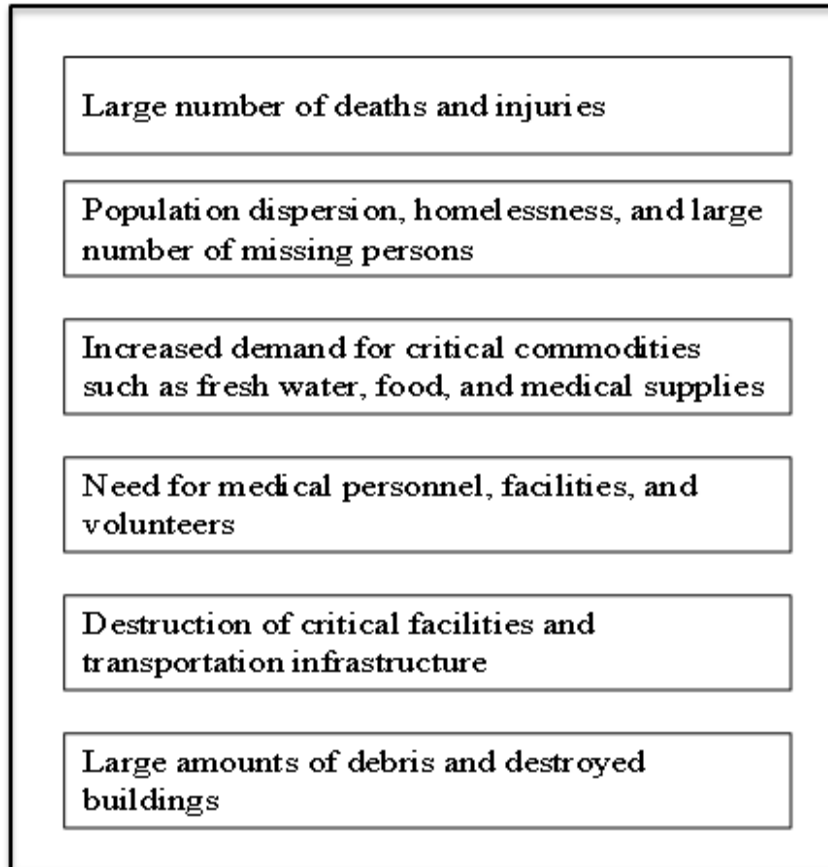 Large number of deaths and injuries
Population dispersion, homelessness, and large
number of missing persons
Increased demand for critical commodities
such as fresh water, food, and medical supplies
Need for medical personnel, facilities, and
volunteers
Destruction of critical facilities and
transportation infrastructure
Large amounts of debris and destroyed
buildings